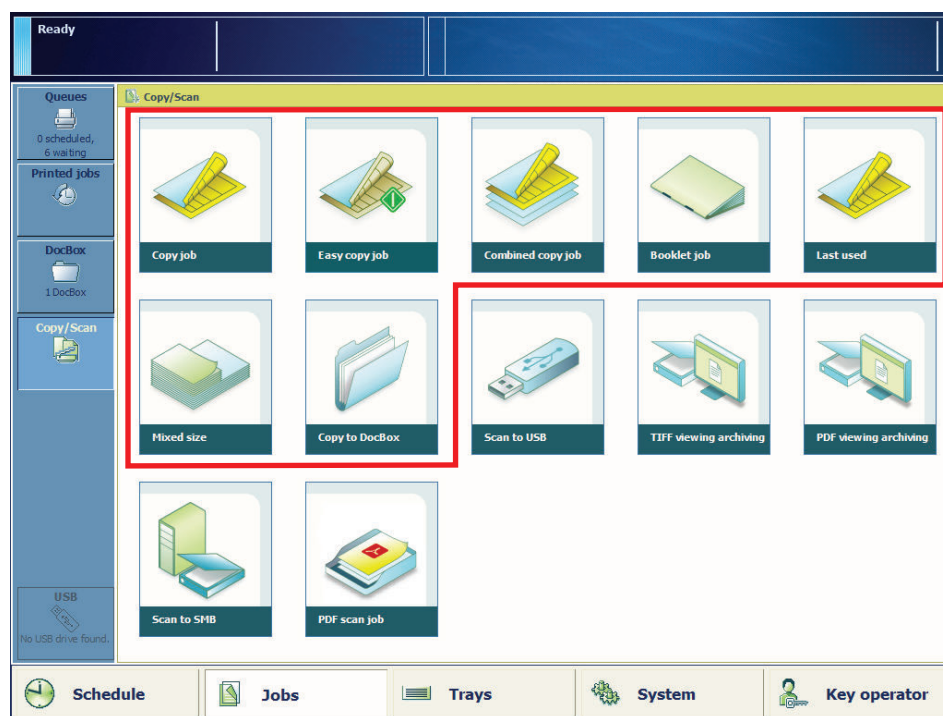 Ready
Queues
0 scheduled,
6 waiting
Printed jobs
DocBox
1 DocBox
Copy/Scan
USB
No USB drive found.
Copy/Scan
Copy job
Easy copy job
Combined copy job
Booklet job
Last used
Mixed size
Copy to DocBox
Scan to USB
TIFF viewing archiving
PDF viewing archiving
Scan to SMB
PDF scan job
Schedule
Jobs
Trays
System
Key operator